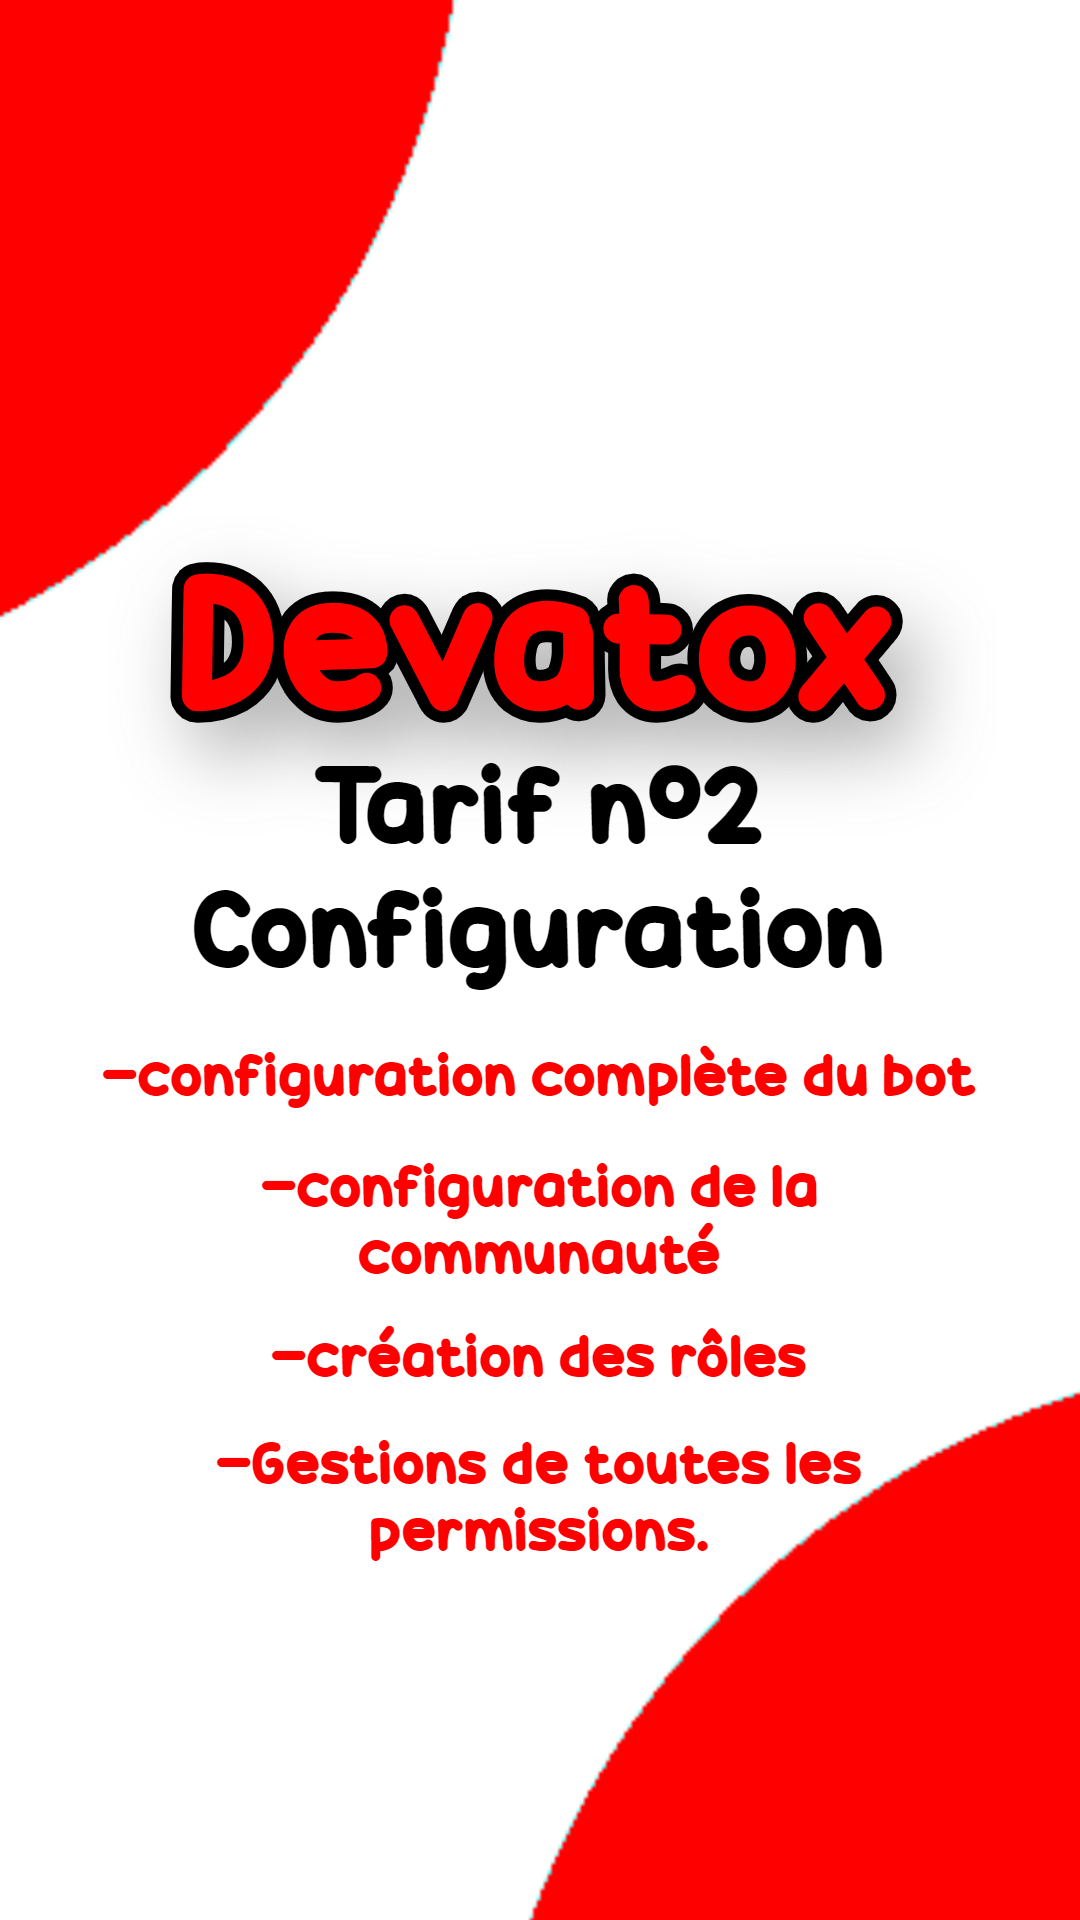 Devatox
Tarif nº2
Configuration
-configuration complète du bot
-configuration de la
communauté
-création des rôles
-Gestions de toutes les
permissions.